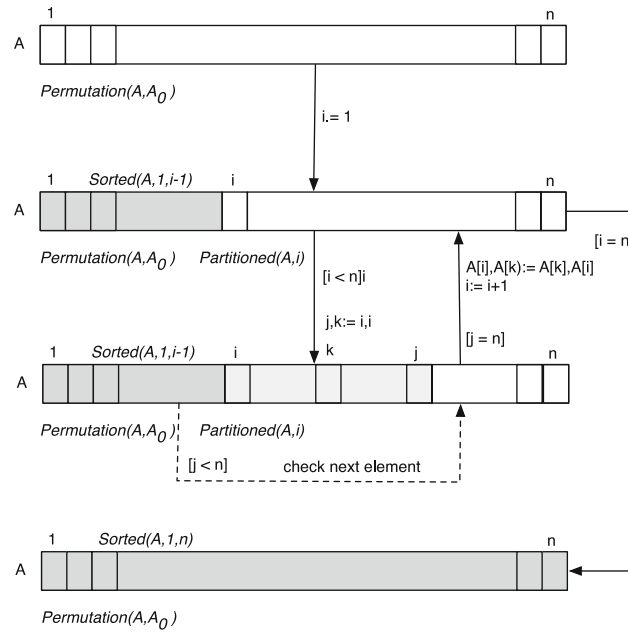 1 n
A
Permutation(A,A0 )
i.= 1
1 Sorted(A,1,i-1) i n
A
[i = n
Permutation(A,A0 ) Partitioned(A,i)
A[i],A[k):= A[k],A[i]
[i < n]i
i:= i+1
j,k:= i,i
[j = n]
1 Sorted(A,1,i-1) i k j n
A
Permutation(A,A0 ) Partitioned(A,i)
[j < n] check next element
1 Sorted(A,1,n) n
A
Permutation(A,A0 )